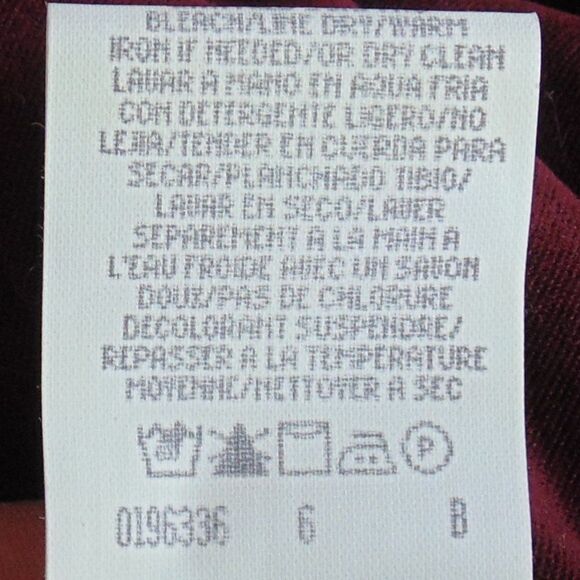 BLEACH/LINE DRY/WARM
IRON IF NEEDED/OR DRY CLEAN
LAVAR A MANO EN AQUA FRIA
CON DETERGENTE LIGERO/NO
LEJIA/TENDER EN CUERDA PARA
SECAR/PLANCHADO TIBIO/
LAVAR EN SECO/LAVER
SEPAREMENT A LA MAIN A
L'EAU FROIDE AVEC UN SAVON
DOUX/PAS DE CHLORURE
DECOLORANT SUSPENDRE/
REPASSER A LA TEMPERATURE
MOYENNE/NETTOYER A SEC
P
0196336 6 B